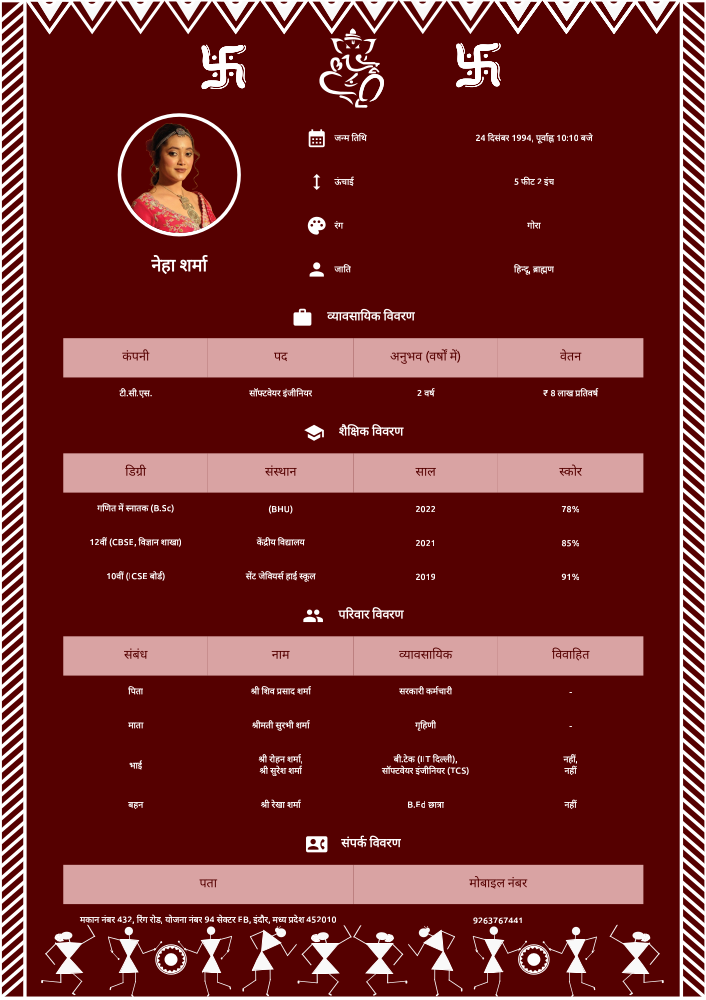 जन्म तिथि 24 दिसंबर 1994, पूर्वाह्न 10:10 बजे
ऊंचाई 5 फीट 2 इंच
रंग गोरा
जाति हिन्दू, ब्राह्मण
नेहा शर्मा
व्यावसायिक विवरण
कंपनी पद अनुभव (वर्षों में) वेतन
टी.सी.एस. सॉफ्टवेयर इंजीनियर 2 वर्ष ₹ 8 लाख प्रतिवर्ष
शैक्षिक विवरण
डिग्री संस्थान साल स्कोर
गणित में स्नातक (B.Sc) (BHU) 2022 78%
12वीं (CBSE, विज्ञान शाखा) केंद्रीय विद्यालय 2021 85%
10वीं (ICSE बोर्ड) सेंट जेवियर्स हाई स्कूल 2019 91%
परिवार विवरण
संबंध नाम व्यावसायिक विवाहित
पिता श्री शिव प्रसाद शर्मा सरकारी कर्मचारी -
माता श्रीमती सुरभी शर्मा गृहिणी -
भाई श्री रोहन शर्मा, बी.टेक (IIT दिल्ली), नहीं,
श्री सुरेश शर्मा सॉफ्टवेयर इंजीनियर (TCS) नहीं
बहन श्री रेखा शर्मा B.Ed छात्रा नहीं
संपर्क विवरण
पता मोबाइल नंबर
मकान नंबर 432, रिंग रोड, योजना नंबर 94 सेक्टर EB, इंदौर, मध्य प्रदेश 452010 9263767441